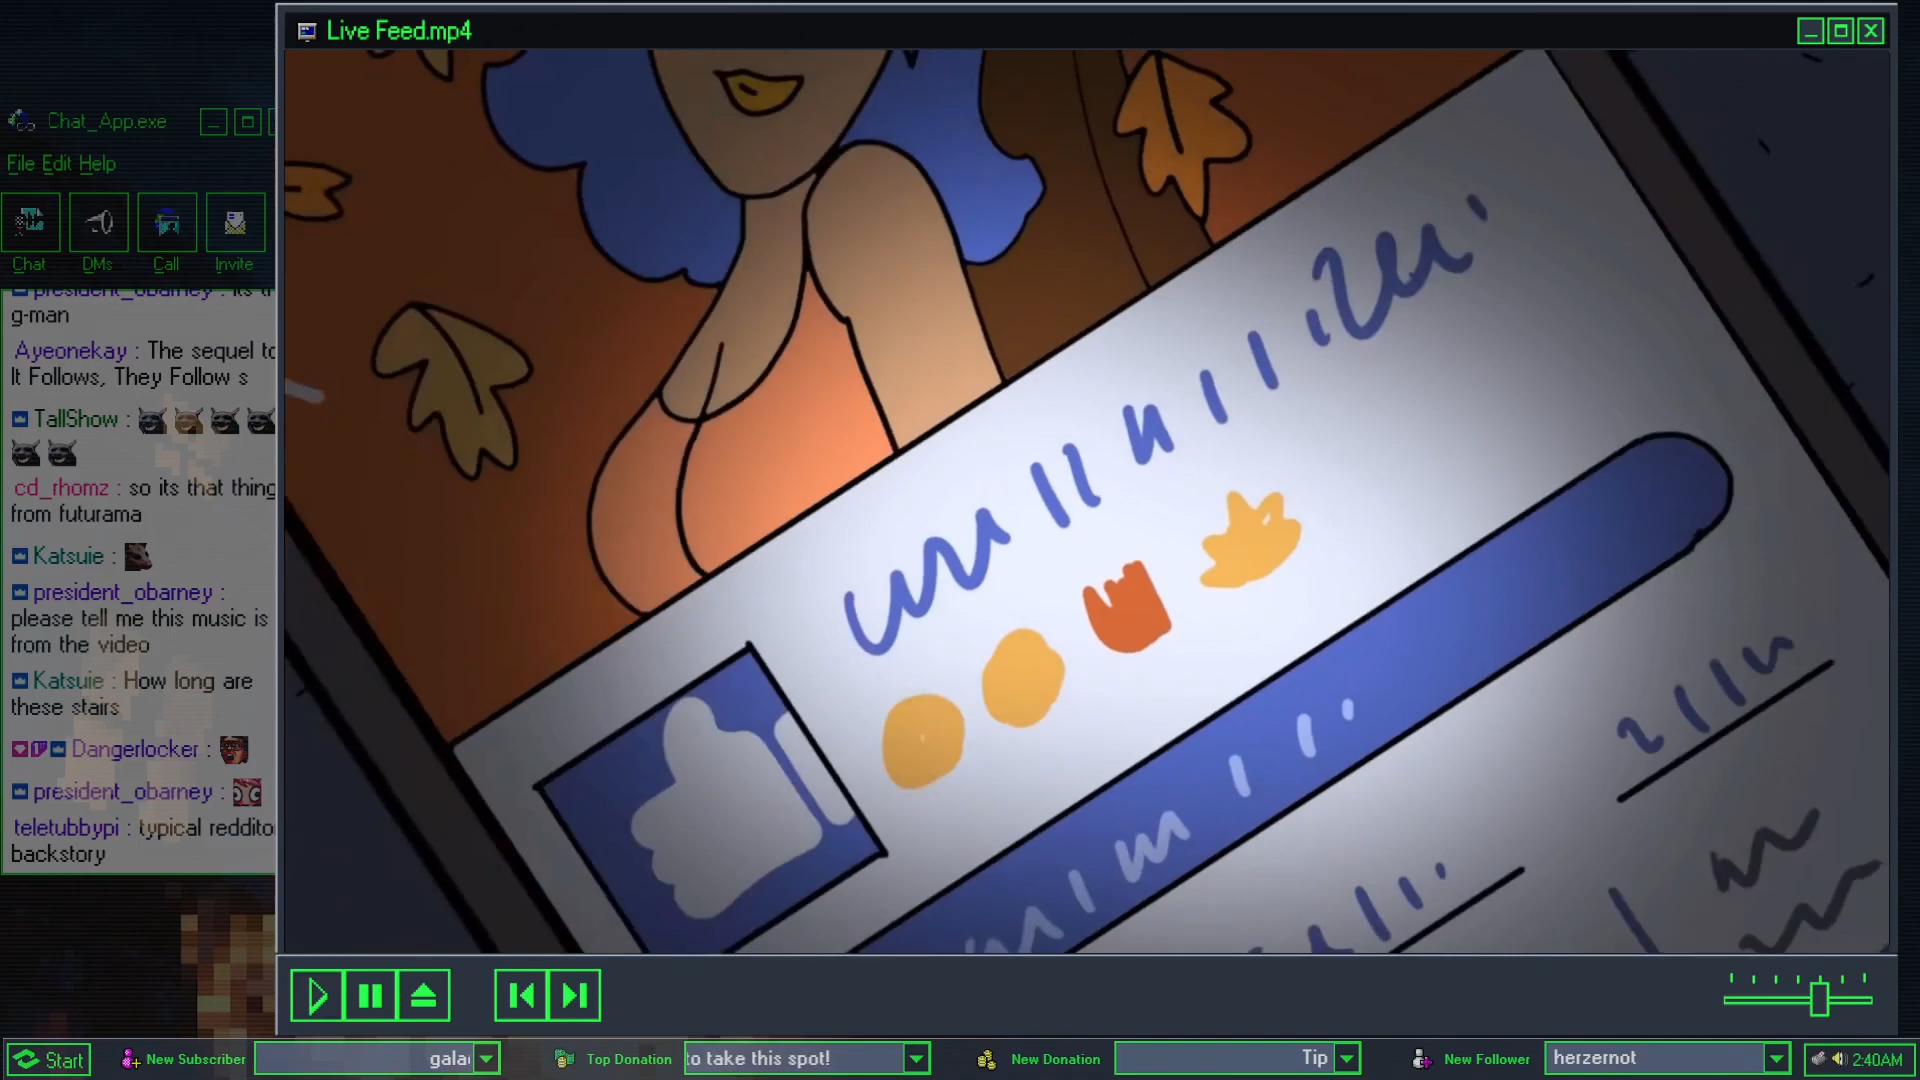 Live Feed.mp4
Chat_App.exe
File Edit Help
Chat DMs Call Invite
president_obarney : its th
g-man
Ayeonekay : The sequel to
It Follows, They Follow s
TallShow :
cd_rhomz : so its that thing
from futurama
Katsuie :
president_obarney :
please tell me this music is
from the video
Katsuie : How long are
these stairs
Dangerlocker :
president_obarney :
teletubbypi : typical reddito
backstory
Start New Subscriber gala Top Donation to take this spot! New Donation Tip New Follower herzernot 2:40AM